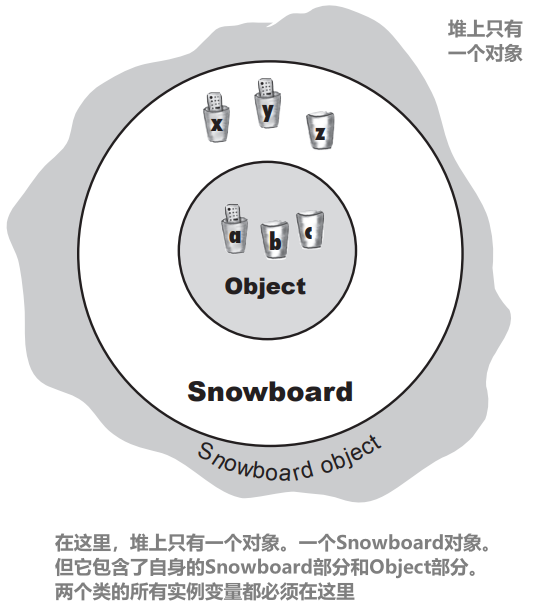 堆上只有
一个对象
x
y
z
a
b
c
Object
Snowboard
Snowboard object
在这里，堆上只有一个对象。一个Snowboard对象。
但它包含了自身的Snowboard部分和Object部分。
两个类的所有实例变量都必须在这里